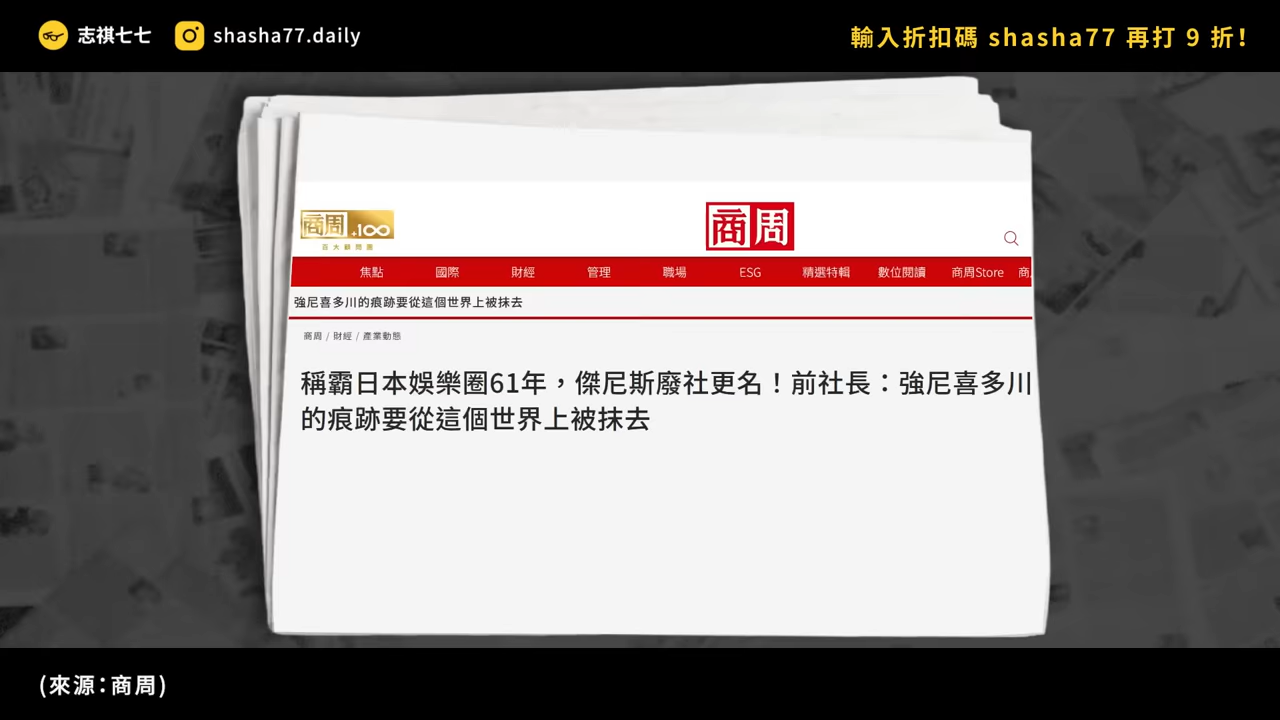 志祺七七 shasha77.daily
輸入折扣碼 shasha77 再打 9 折!
商周.100
百大顧問團
商周
焦點 國際 財經 管理 職場 ESG 精選特輯 數位閱讀 商周Store 商
強尼喜多川的痕跡要從這個世界上被抹去
商周 / 財經 / 產業動態
稱霸日本娛樂圈61年，傑尼斯廢社更名！前社長：強尼喜多川
的痕跡要從這個世界上被抹去
(來源:商周)